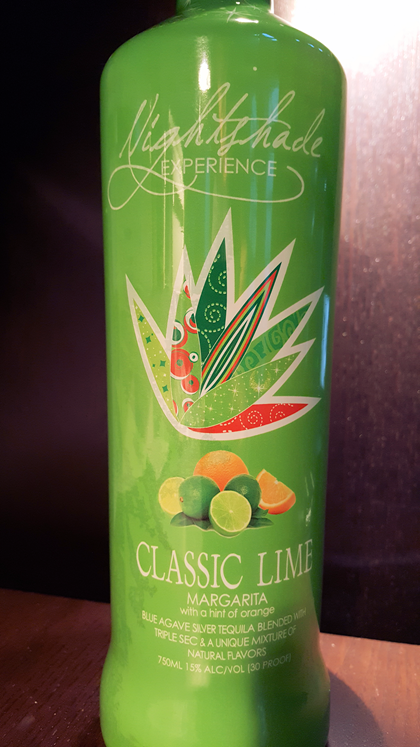 Nightshade
EXPERIENCE
CLASSIC LIME
MARGARITA
with a hint of orange
BLUE AGAVE SILVER TEQUILA BLENDED WITH
TRIPLE SEC & A UNIQUE MIXTURE OF
NATURAL FLAVORS
750ML 15% ALC/VOL (30 PROOF)